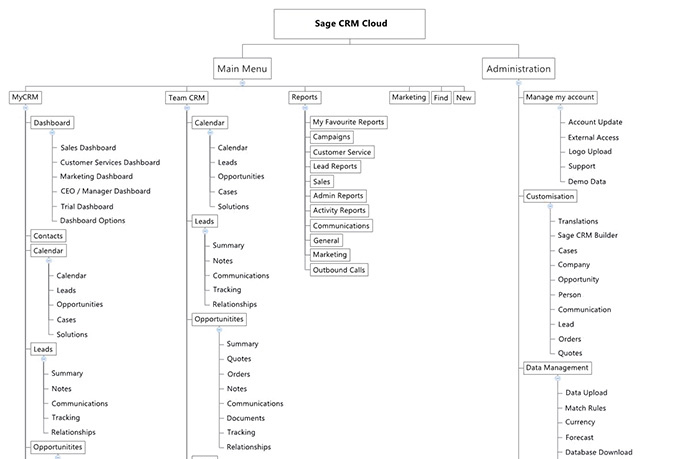 Sage CRM Cloud
Main Menu
Administration
MyCRM
Dashboard
Sales Dashboard
Customer Services Dashboard
Marketing Dashboard
CEO / Manager Dashboard
Trial Dashboard
Dashboard Options
Contacts
Calendar
Calendar
Leads
Opportunities
Cases
Solutions
Leads
Summary
Notes
Communications
Tracking
Relationships
Opportunitites
Team CRM
Calendar
Calendar
Leads
Opportunities
Cases
Solutions
Leads
Summary
Notes
Communications
Tracking
Relationships
Opportunitites
Summary
Quotes
Orders
Notes
Communications
Documents
Tracking
Relationships
Reports
My Favourite Reports
Campaigns
Customer Service
Lead Reports
Sales
Admin Reports
Activity Reports
Communications
General
Marketing
Outbound Calls
Marketing
Find
New
Manage my account
Account Update
External Access
Logo Upload
Support
Demo Data
Customisation
Translations
Sage CRM Builder
Cases
Company
Opportunity
Person
Communication
Lead
Orders
Quotes
Data Management
Data Upload
Match Rules
Currency
Forecast
Database Download